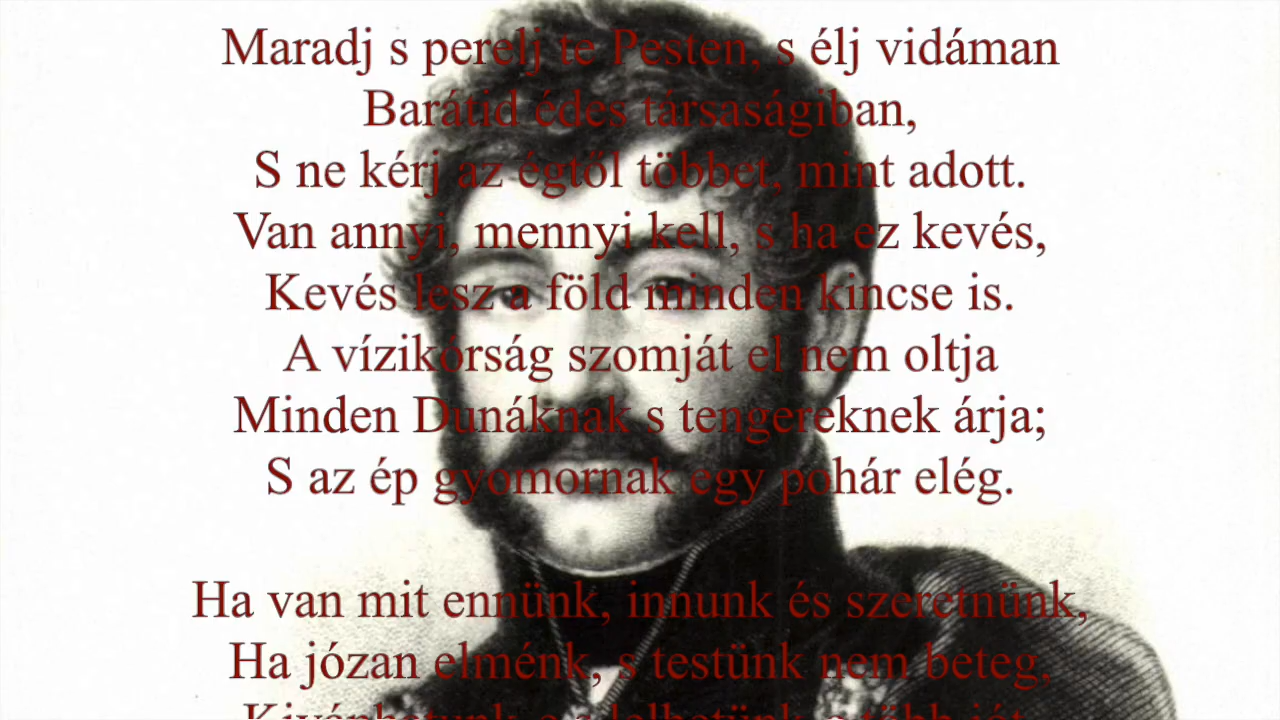 Maradj s perelj te Pesten, s élj vidáman
Barátid édes társaságiban,
S ne kérj az égtől többet, mint adott.
Van annyi, mennyi kell, s ha ez kevés,
Kevés lesz a föld minden kincse is.
A vízikórság szomját el nem oltja
Minden Dunáknak s tengereknek árja;
S az ép gyomornak egy pohár elég.
Ha van mit ennünk, innunk és szeretnünk,
Ha józan elménk, s testünk nem beteg,